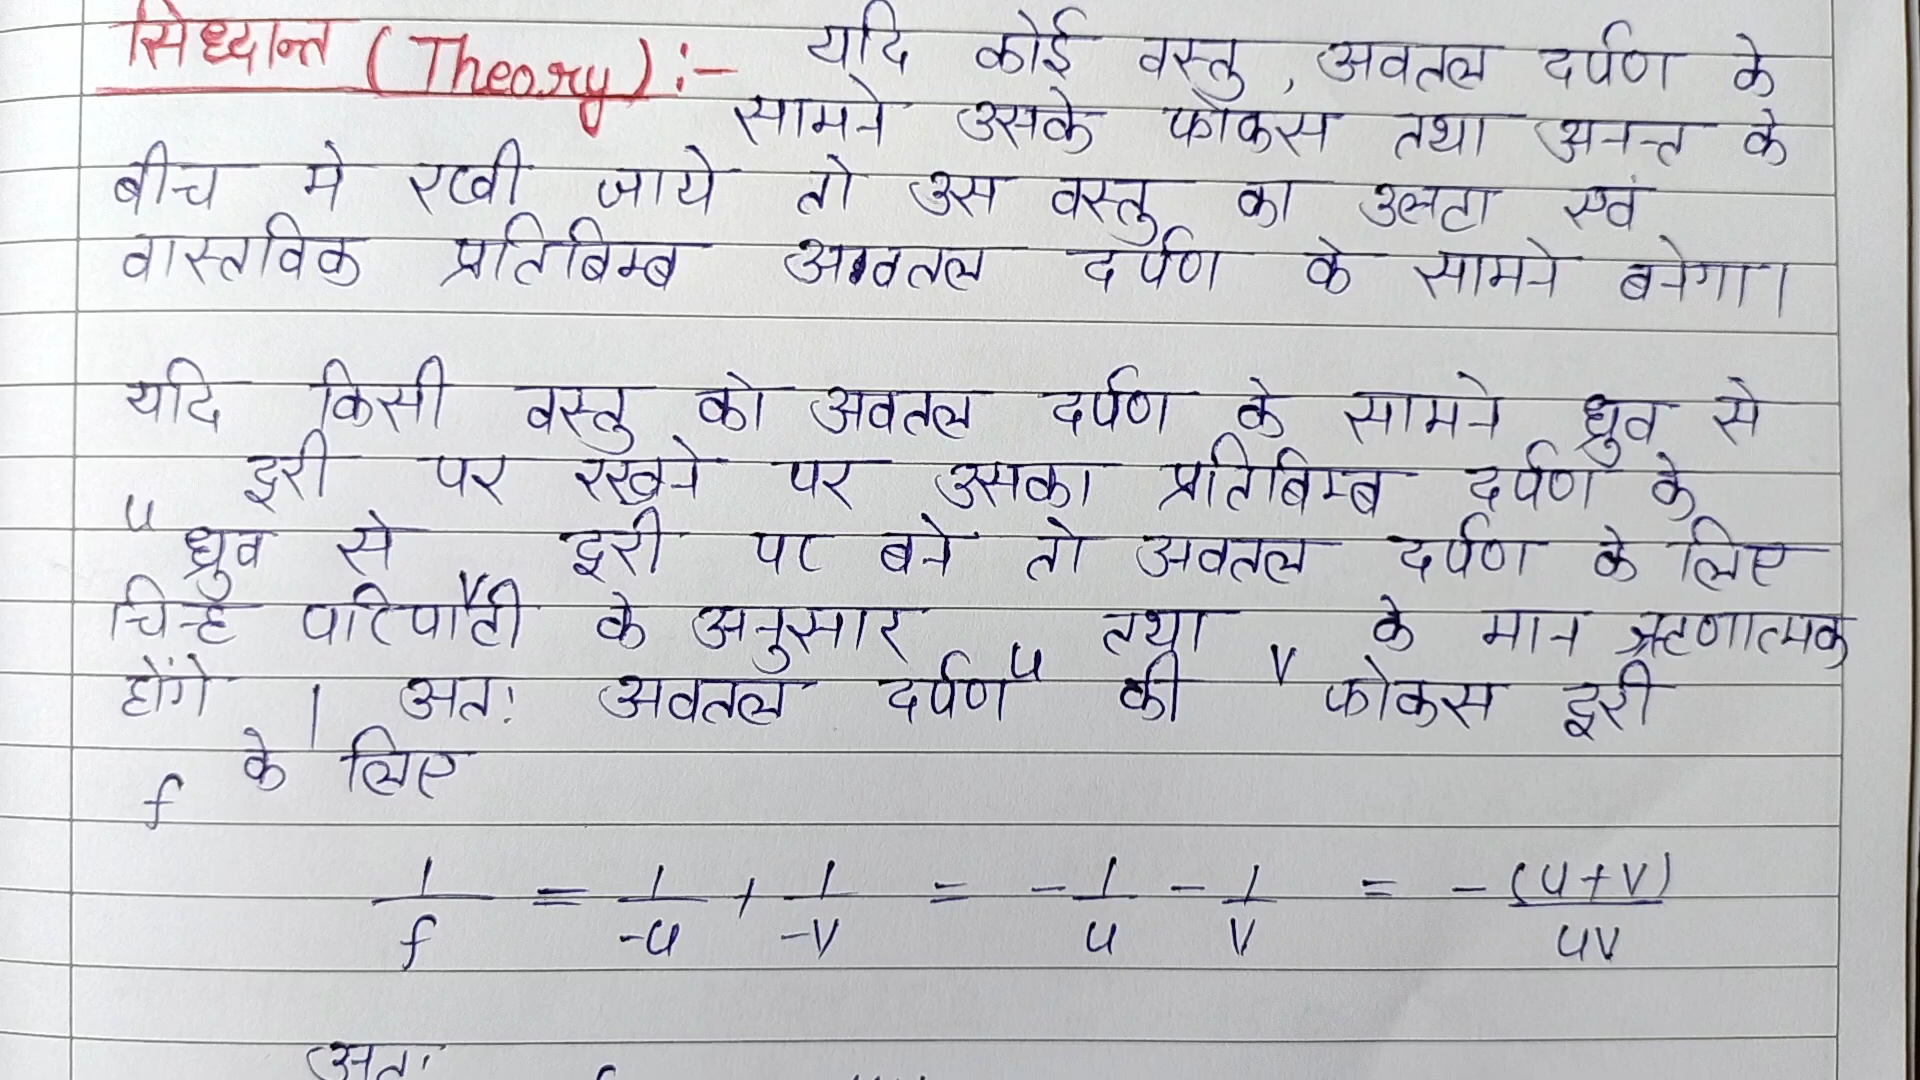 सिध्दान्त (Theory) :- यदि कोई वस्तु, अवतल दर्पण के
सामने उसके फोकस तथा अनन्त के
बीच मे रखी जाये तो उस वस्तु का उलटा एवं
वास्तविक प्रतिबिम्ब अवतल दर्पण के सामने बनेगा।
यदि किसी वस्तु को अवतल दर्पण के सामने ध्रुव से
u दूरी पर रखने पर उसका प्रतिबिम्ब दर्पण के
ध्रुव से v दूरी पर बने तो अवतल दर्पण के लिए
चिन्ह परिपाटी के अनुसार u तथा v के मान ऋणात्मक
होंगे । अतः अवतल दर्पण की फोकस दूरी
f के लिए
1/f = 1/-u + 1/-v = -1/u - 1/v = -(u+v)/uv
अतः